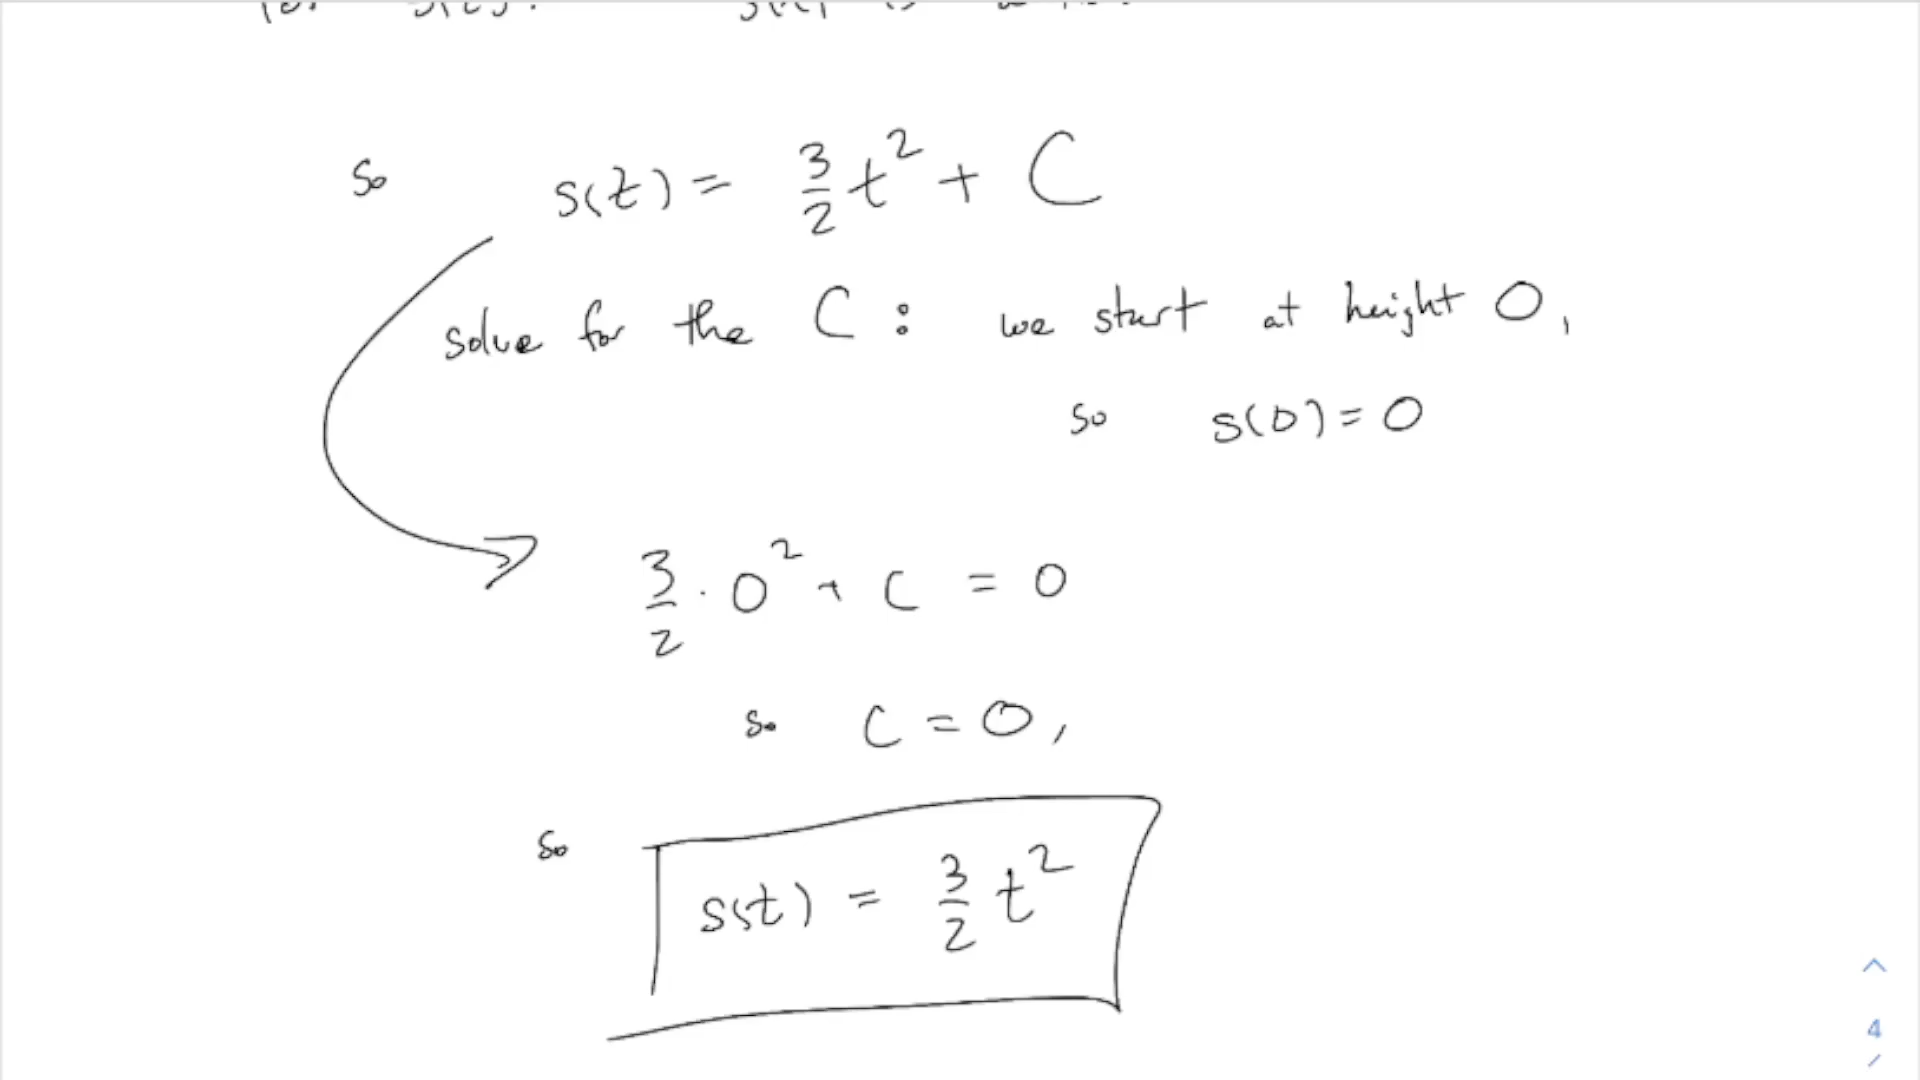 so s(t) = 3/2 t² + C
solve for the C : we start at height 0,
so s(0) = 0
3/2 · 0² + C = 0
so C = 0,
so s(t) = 3/2 t²
4